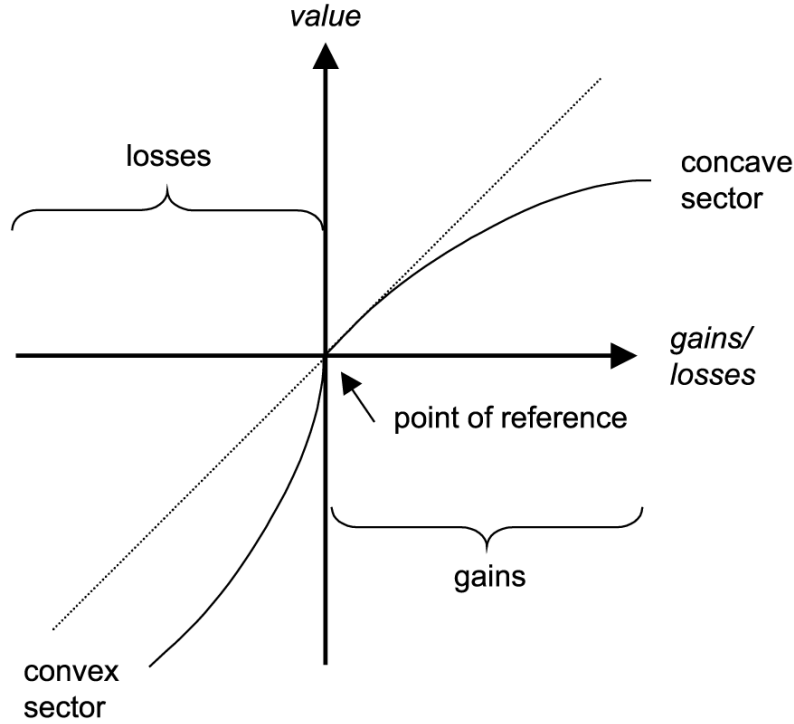 value
losses
concave
sector
gains/
losses
point of reference
gains
convex
sector